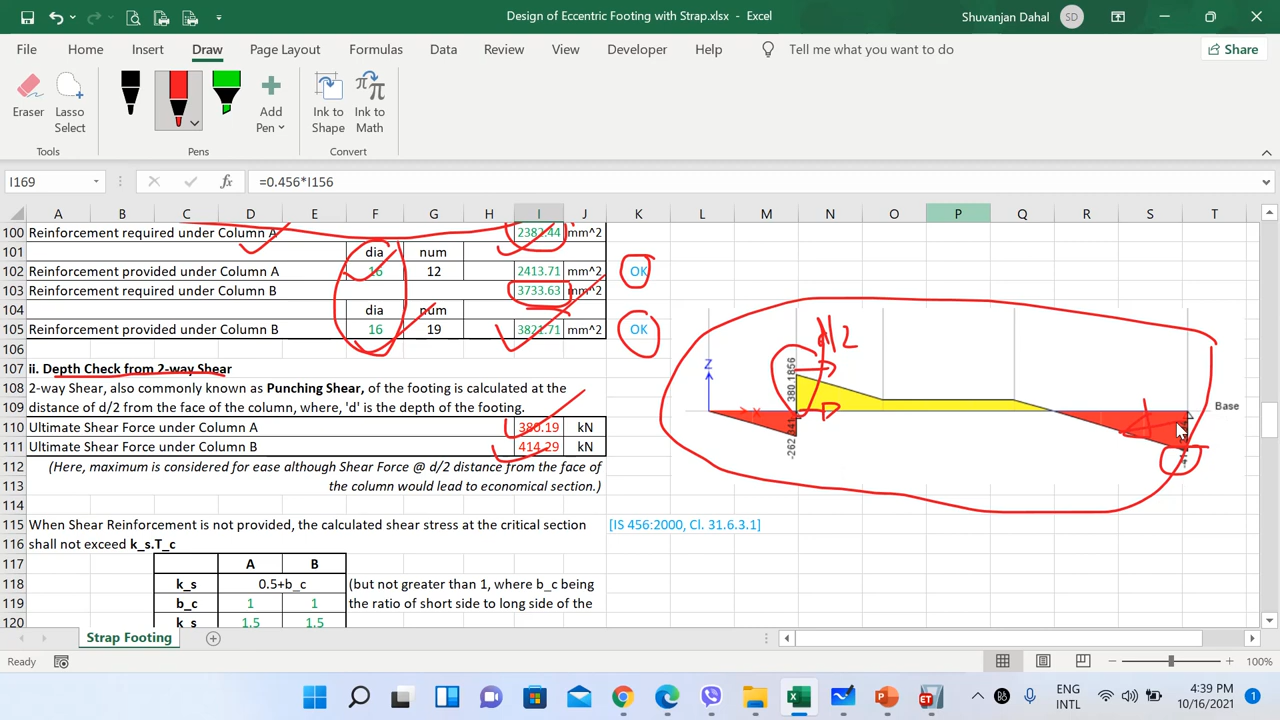 Design of Eccentric Footing with Strap.xlsx - Excel
Shuvanjan Dahal SD
File Home Insert Draw Page Layout Formulas Data Review View Developer Help Tell me what you want to do Share
Eraser Lasso Select Add Pen Ink to Shape Ink to Math
Tools Pens Convert
I169 fx =0.456*I156
A B C D E F G H I J K L M N O P Q R S T
100 Reinforcement required under Column A 2382.44 mm^2
101 dia num
102 Reinforcement provided under Column A 16 12 2413.71 mm^2 OK
103 Reinforcement required under Column B 3733.63 mm^2
104 dia num
105 Reinforcement provided under Column B 16 19 3821.71 mm^2 OK
106
107 ii. Depth Check from 2-way Shear
108 2-way Shear, also commonly known as Punching Shear, of the footing is calculated at the
109 distance of d/2 from the face of the column, where, 'd' is the depth of the footing.
110 Ultimate Shear Force under Column A 380.19 kN
111 Ultimate Shear Force under Column B 414.29 kN
112 (Here, maximum is considered for ease although Shear Force @ d/2 distance from the face of
113 the column would lead to economical section.)
114
115 When Shear Reinforcement is not provided, the calculated shear stress at the critical section [IS 456:2000, Cl. 31.6.3.1]
116 shall not exceed k_s.T_c
117 A B
118 k_s 0.5+b_c (but not greater than 1, where b_c being
119 b_c 1 1 the ratio of short side to long side of the
120 k_s 1.5 1.5
d/2
Z
X
380.1856
Base
Strap Footing
Ready 100%
ENG
INTL
4:39 PM
10/16/2021